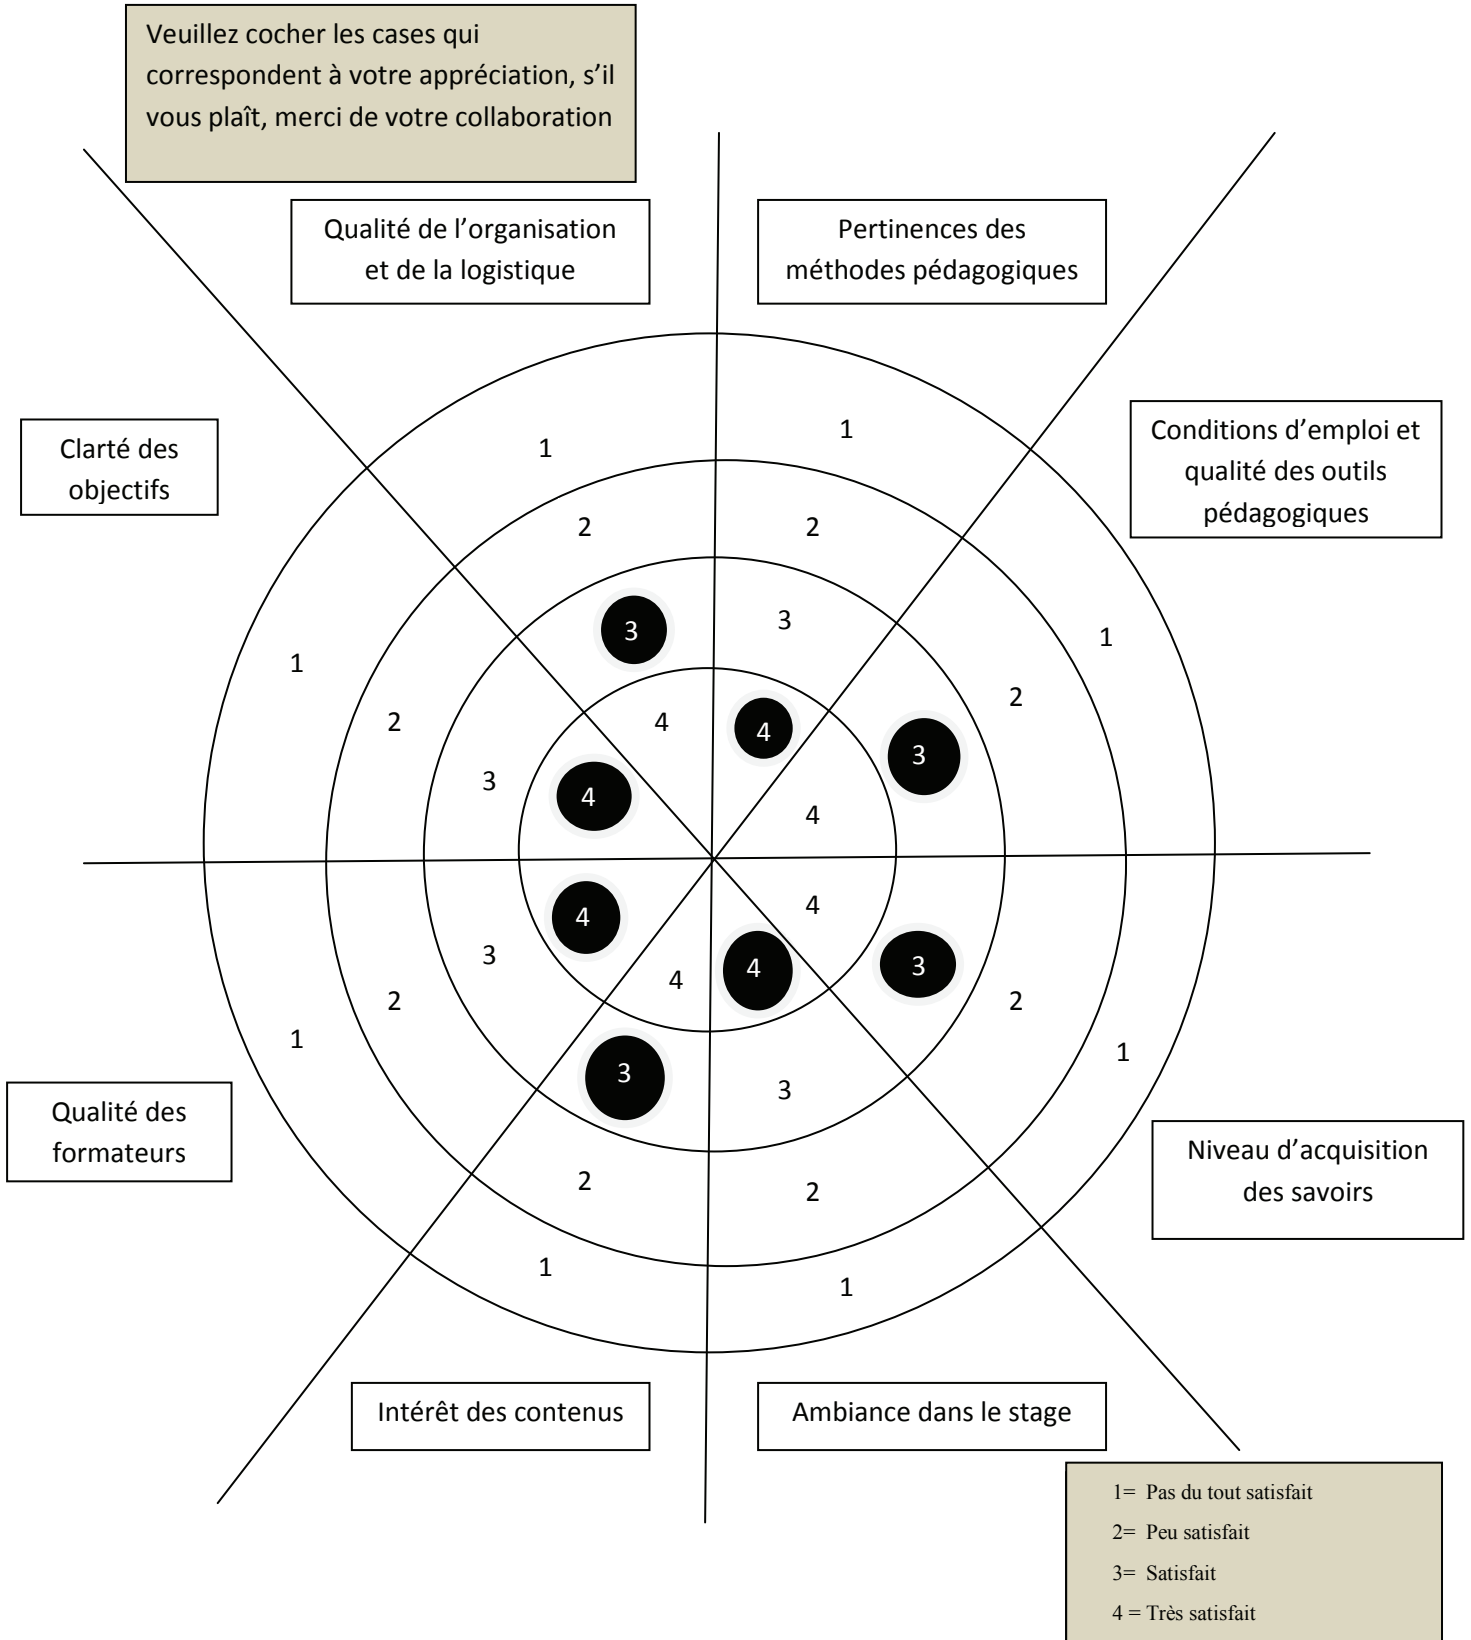 Veuillez cocher les cases qui
correspondent à votre appréciation, s’il
vous plaît, merci de votre collaboration
Qualité de l’organisation
et de la logistique
Pertinences des
méthodes pédagogiques
Clarté des
objectifs
Conditions d’emploi et
qualité des outils
pédagogiques
1
1
2
2
3
3
1
1
2
2
4
4
3
3
4
4
4
4
3
4
3
4
4
3
2
2
1
1
3
3
2
2
1
1
Qualité des
formateurs
Niveau d’acquisition
des savoirs
Intérêt des contenus
Ambiance dans le stage
1= Pas du tout satisfait
2= Peu satisfait
3= Satisfait
4 = Très satisfait